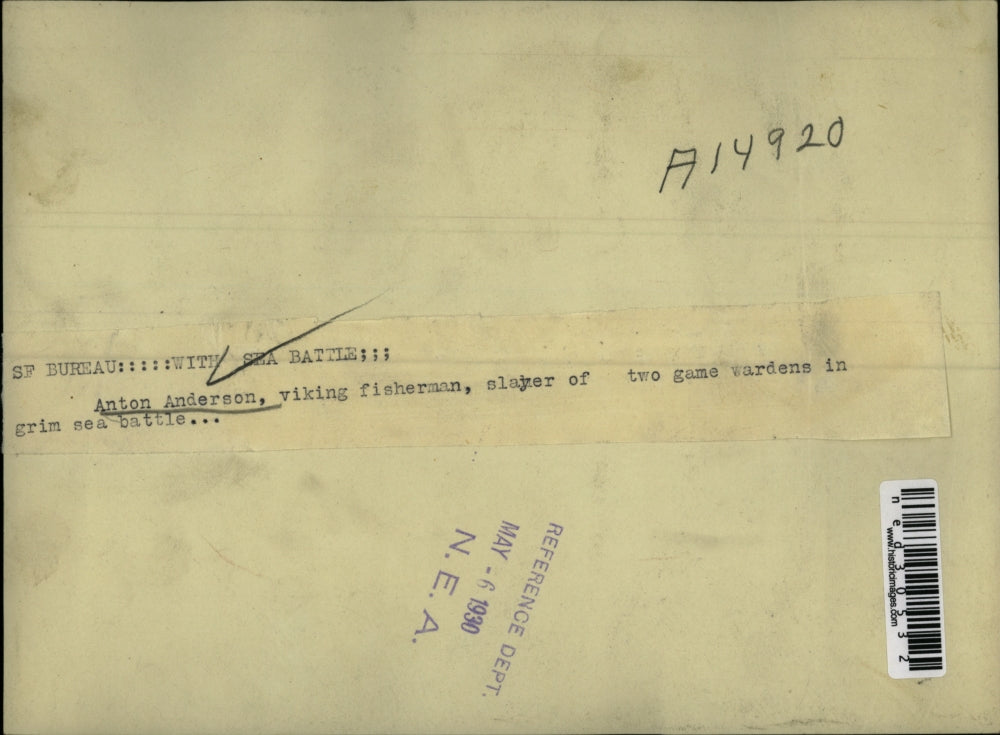 A14920
SF BUREAU:::::WITH SEA BATTLE;;;
Anton Anderson, viking fisherman, slayer of two game wardens in
grim sea battle...
REFERENCE DEPT.
MAY - 6 1930
N. E. A.
ned30532
www.historicimages.com